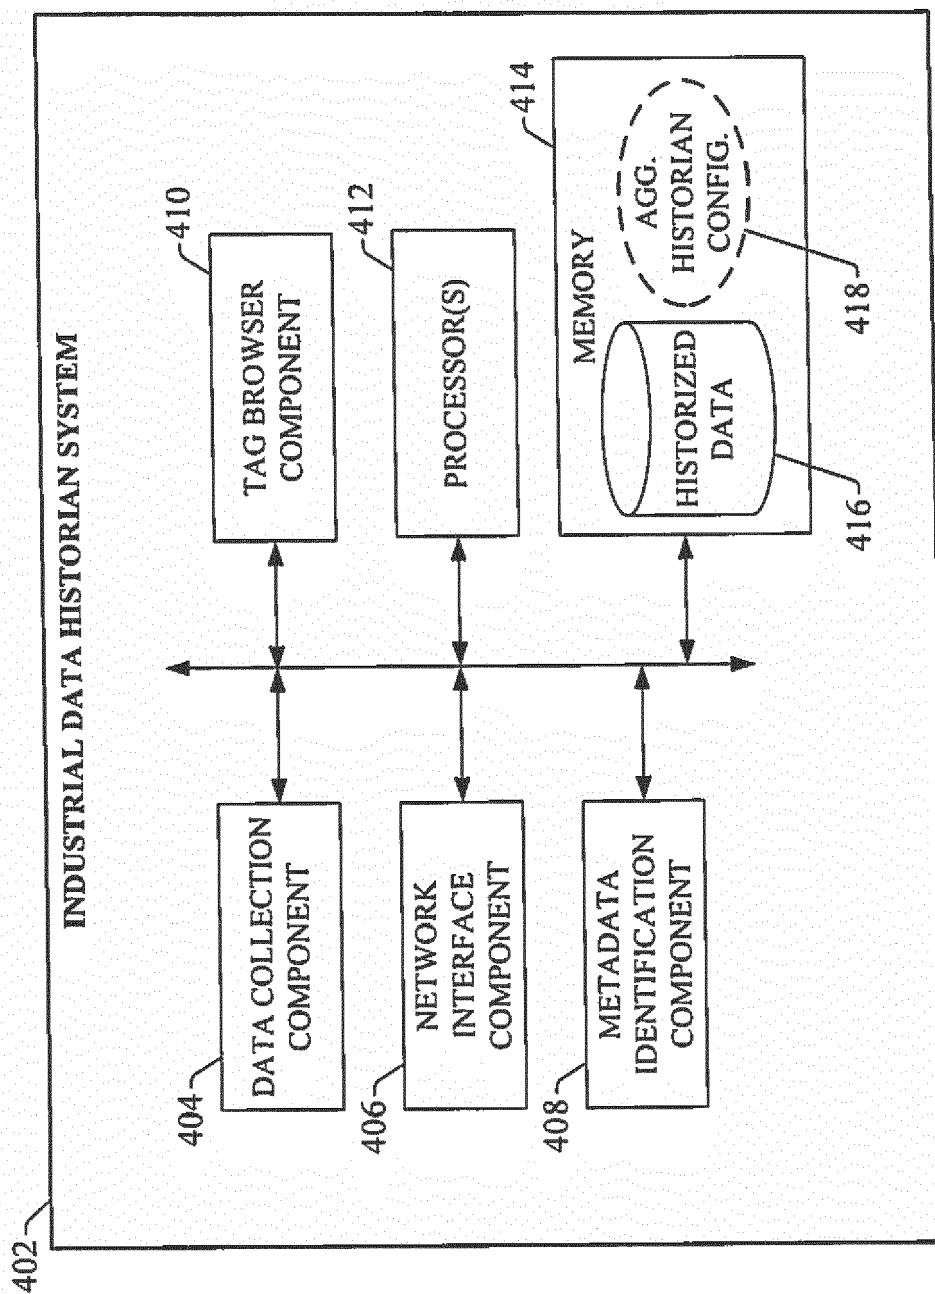 402
INDUSTRIAL DATA HISTORIAN SYSTEM
404
DATA COLLECTION
COMPONENT
406
NETWORK
INTERFACE
COMPONENT
408
METADATA
IDENTIFICATION
COMPONENT
410
TAG BROWSER
COMPONENT
412
PROCESSOR(S)
414
MEMORY
HISTORIZED
DATA
416
AGG.
HISTORIAN
CONFIG.
418